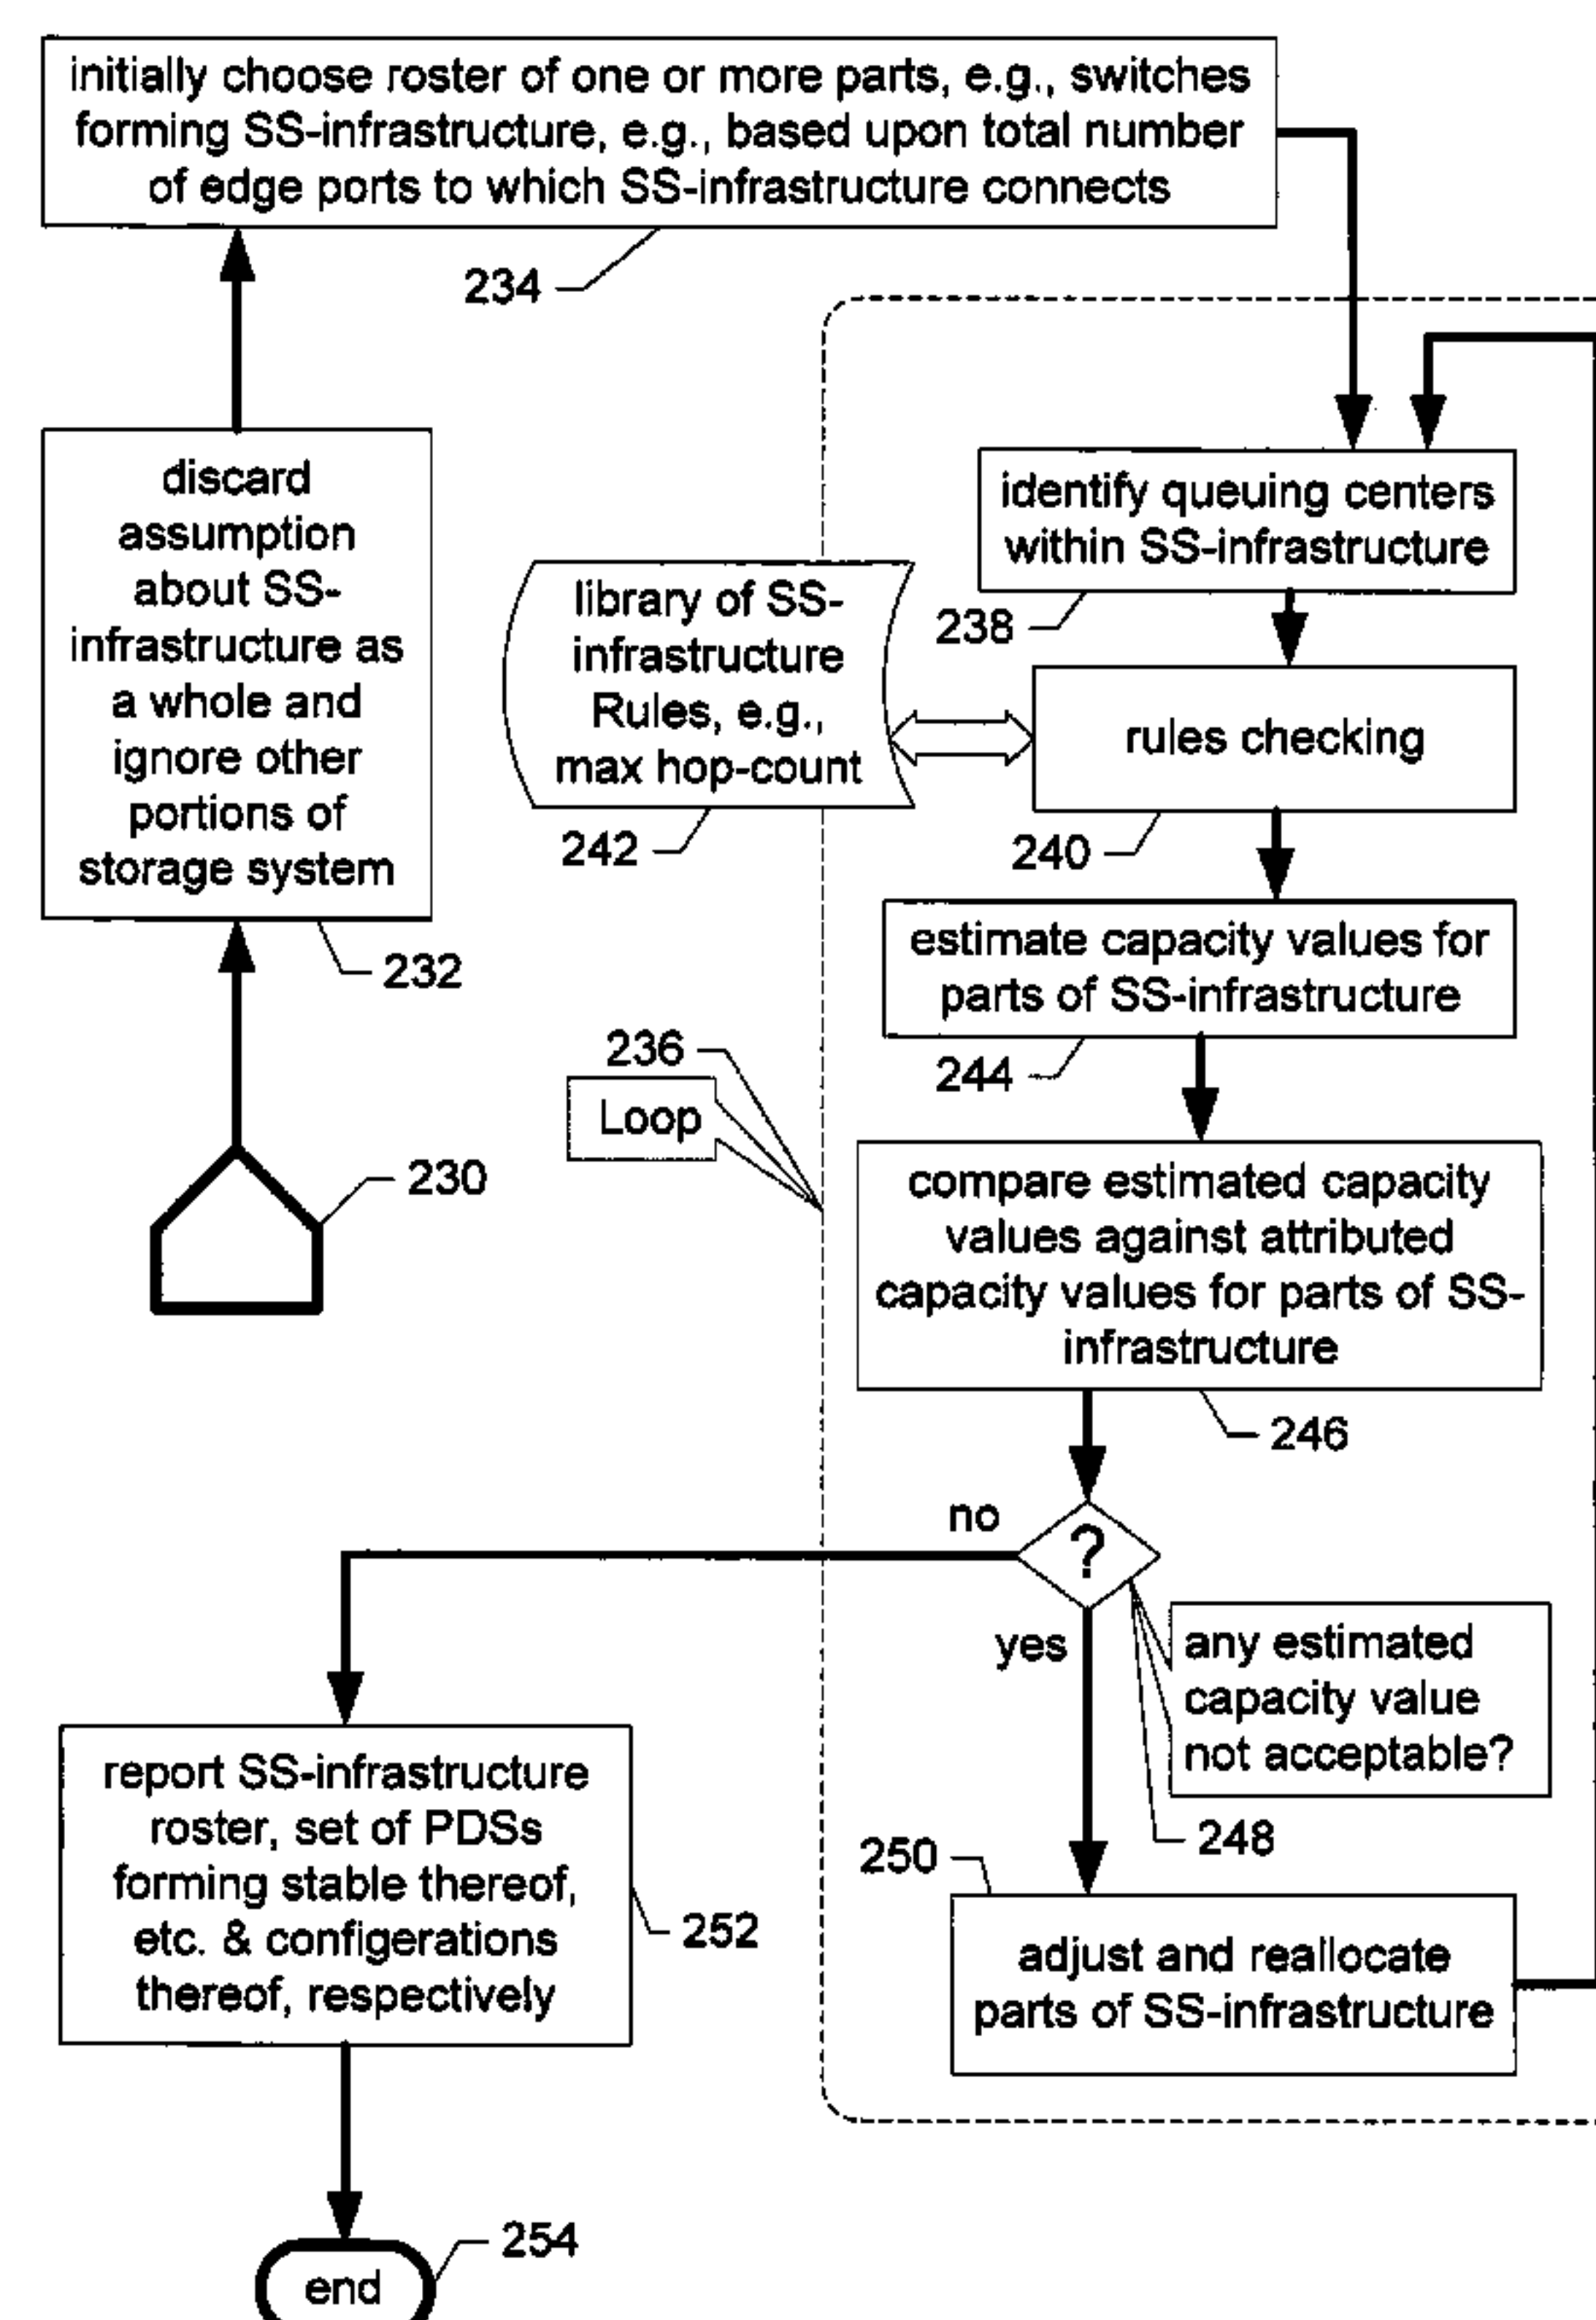 initially choose roster of one or more parts, e.g., switches
forming SS-infrastructure, e.g., based upon total number
of edge ports to which SS-infrastructure connects
234
discard
assumption
about SS-
infrastructure as
a whole and
ignore other
portions of
storage system
232
230
identify queuing centers
within SS-infrastructure
238
library of SS-
infrastructure
Rules, e.g.,
max hop-count
242
rules checking
240
estimate capacity values for
parts of SS-infrastructure
244
236
Loop
compare estimated capacity
values against attributed
capacity values for parts of SS-
infrastructure
246
no
?
yes
any estimated
capacity value
not acceptable?
248
250
adjust and reallocate
parts of SS-infrastructure
report SS-infrastructure
roster, set of PDSs
forming stable thereof,
etc. & configerations
thereof, respectively
252
254
end